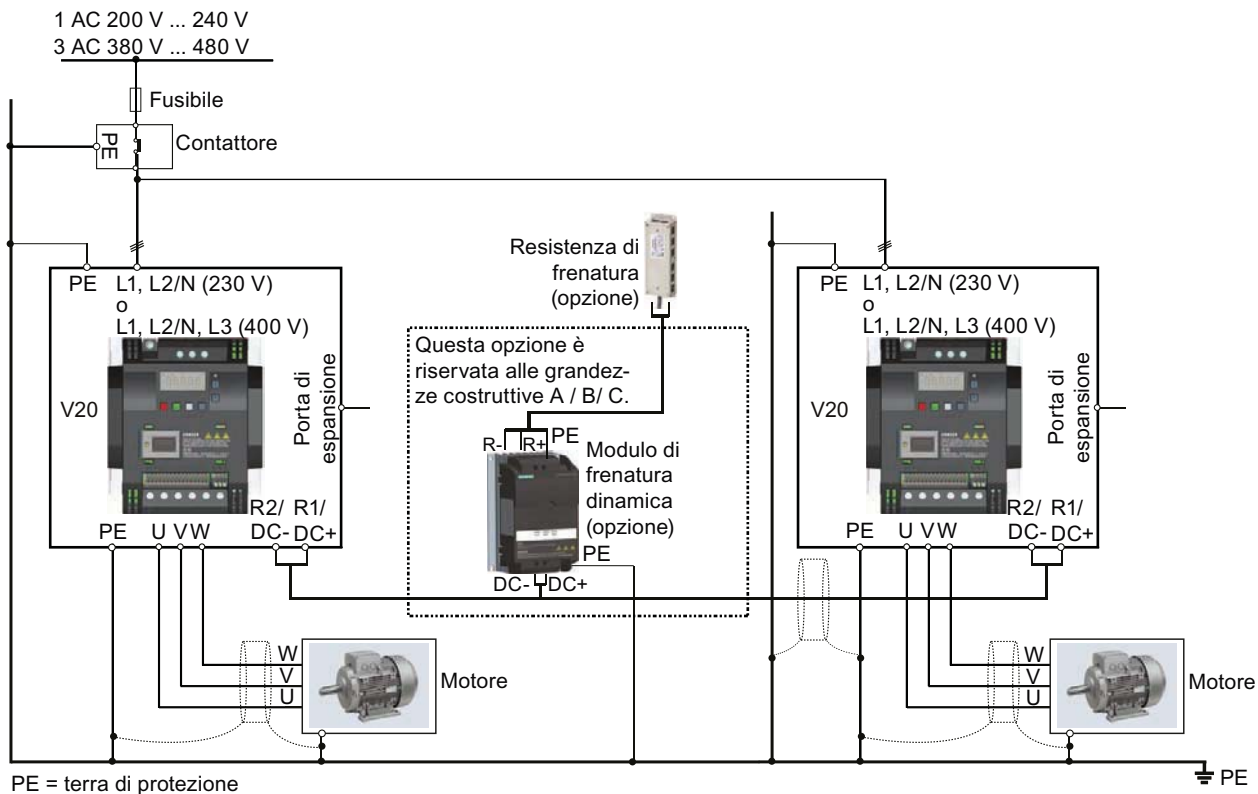 1 AC 200 V ... 240 V
3 AC 380 V ... 480 V
Fusibile
PE
Contattore
Resistenza di
frenatura
(opzione)
PE L1, L2/N (230 V)
o
L1, L2/N, L3 (400 V)
V20
Porta di
espansione
R2/ R1/
DC- DC+
PE U V W
Questa opzione è
riservata alle grandez-
ze costruttive A / B/ C.
R- R+ PE
Modulo di
frenatura
dinamica
(opzione)
PE
DC- DC+
PE L1, L2/N (230 V)
o
L1, L2/N, L3 (400 V)
V20
Porta di
espansione
R2/ R1/
DC- DC+
PE U V W
W
V
U
Motore
W
V
U
Motore
PE = terra di protezione
PE